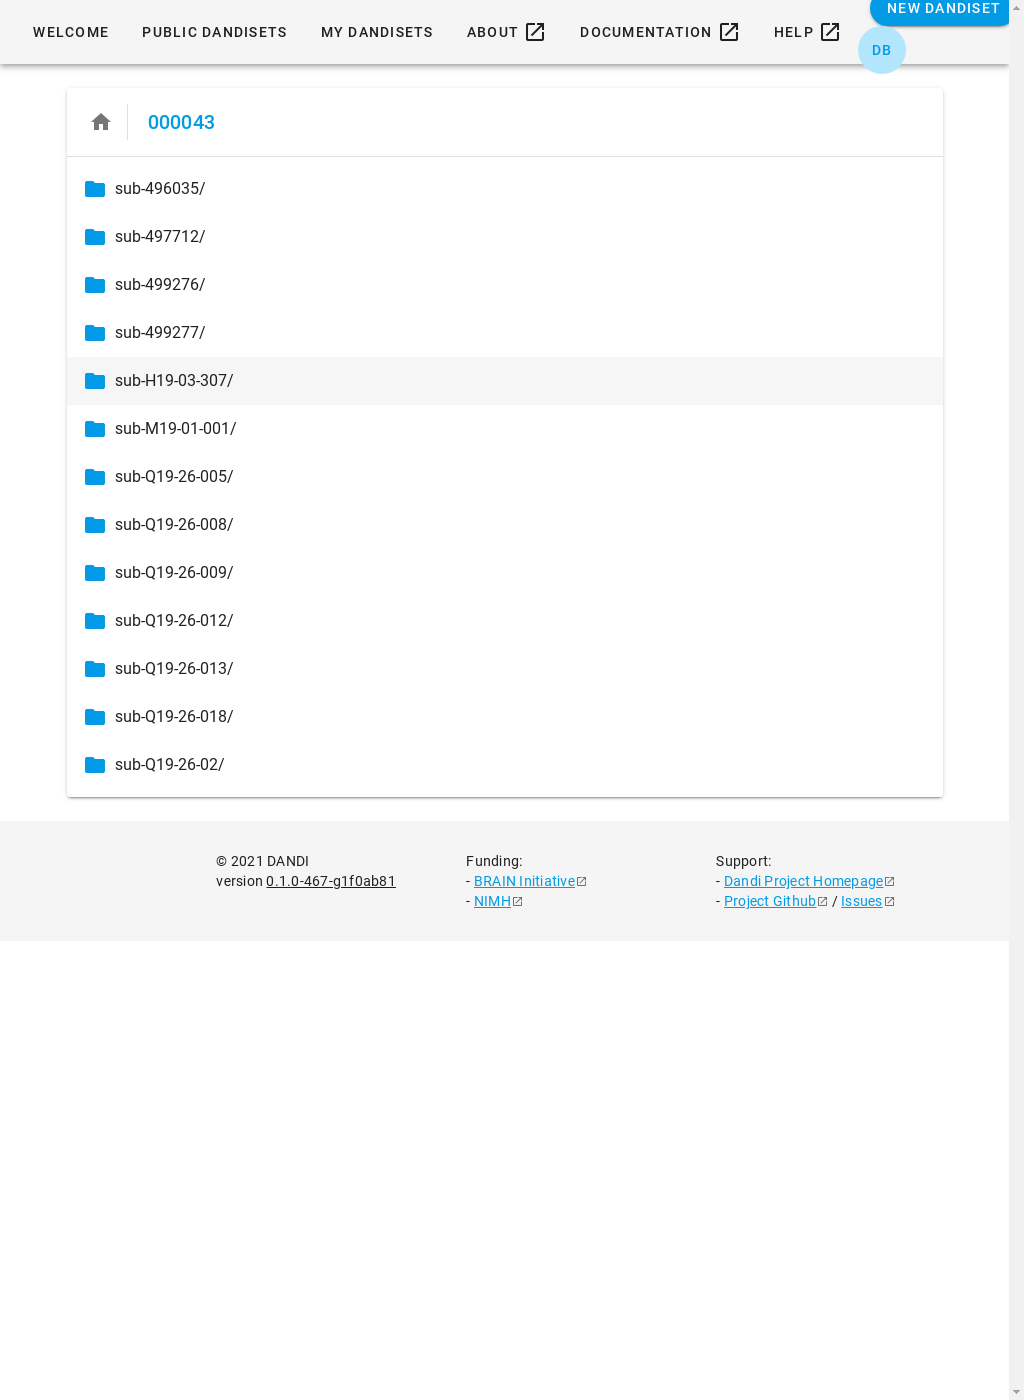 NEW DANDISET
WELCOME PUBLIC DANDISETS MY DANDISETS ABOUT DOCUMENTATION HELP
DB
000043
sub-496035/
sub-497712/
sub-499276/
sub-499277/
sub-H19-03-307/
sub-M19-01-001/
sub-Q19-26-005/
sub-Q19-26-008/
sub-Q19-26-009/
sub-Q19-26-012/
sub-Q19-26-013/
sub-Q19-26-018/
sub-Q19-26-02/
© 2021 DANDI
version 0.1.0-467-g1f0ab81
Funding:
- BRAIN Initiative
- NIMH
Support:
- Dandi Project Homepage
- Project Github / Issues